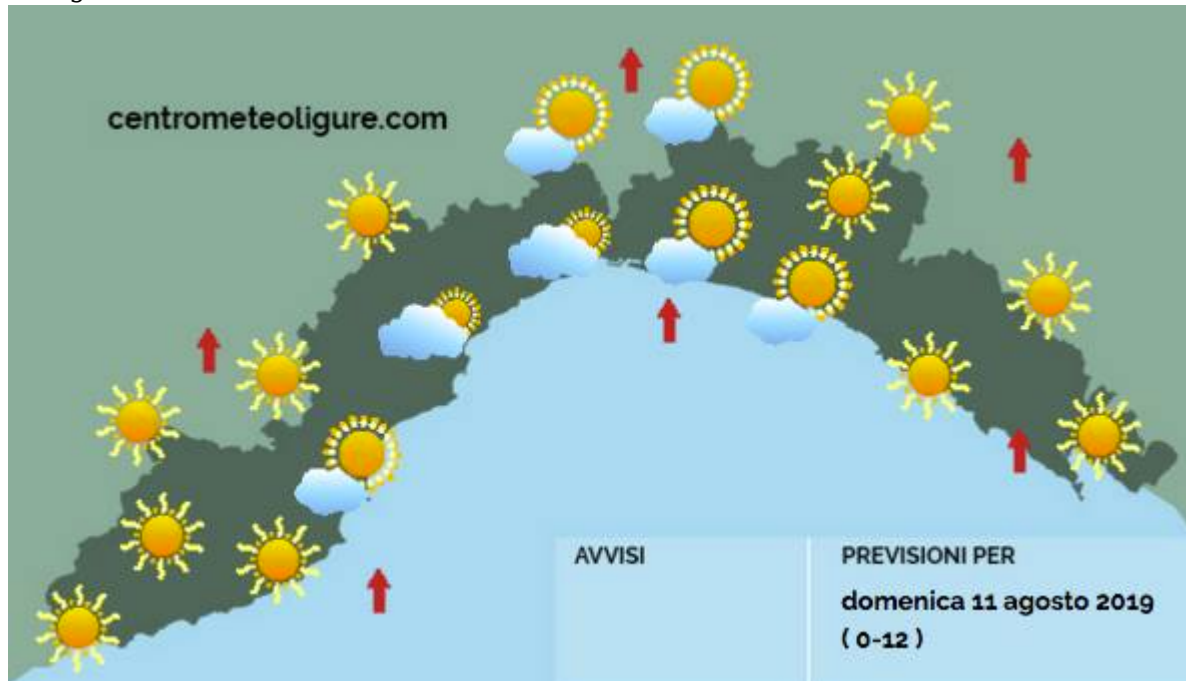 centrometeoligure.com
AVVISI
PREVISIONI PER
domenica 11 agosto 2019
( 0-12 )